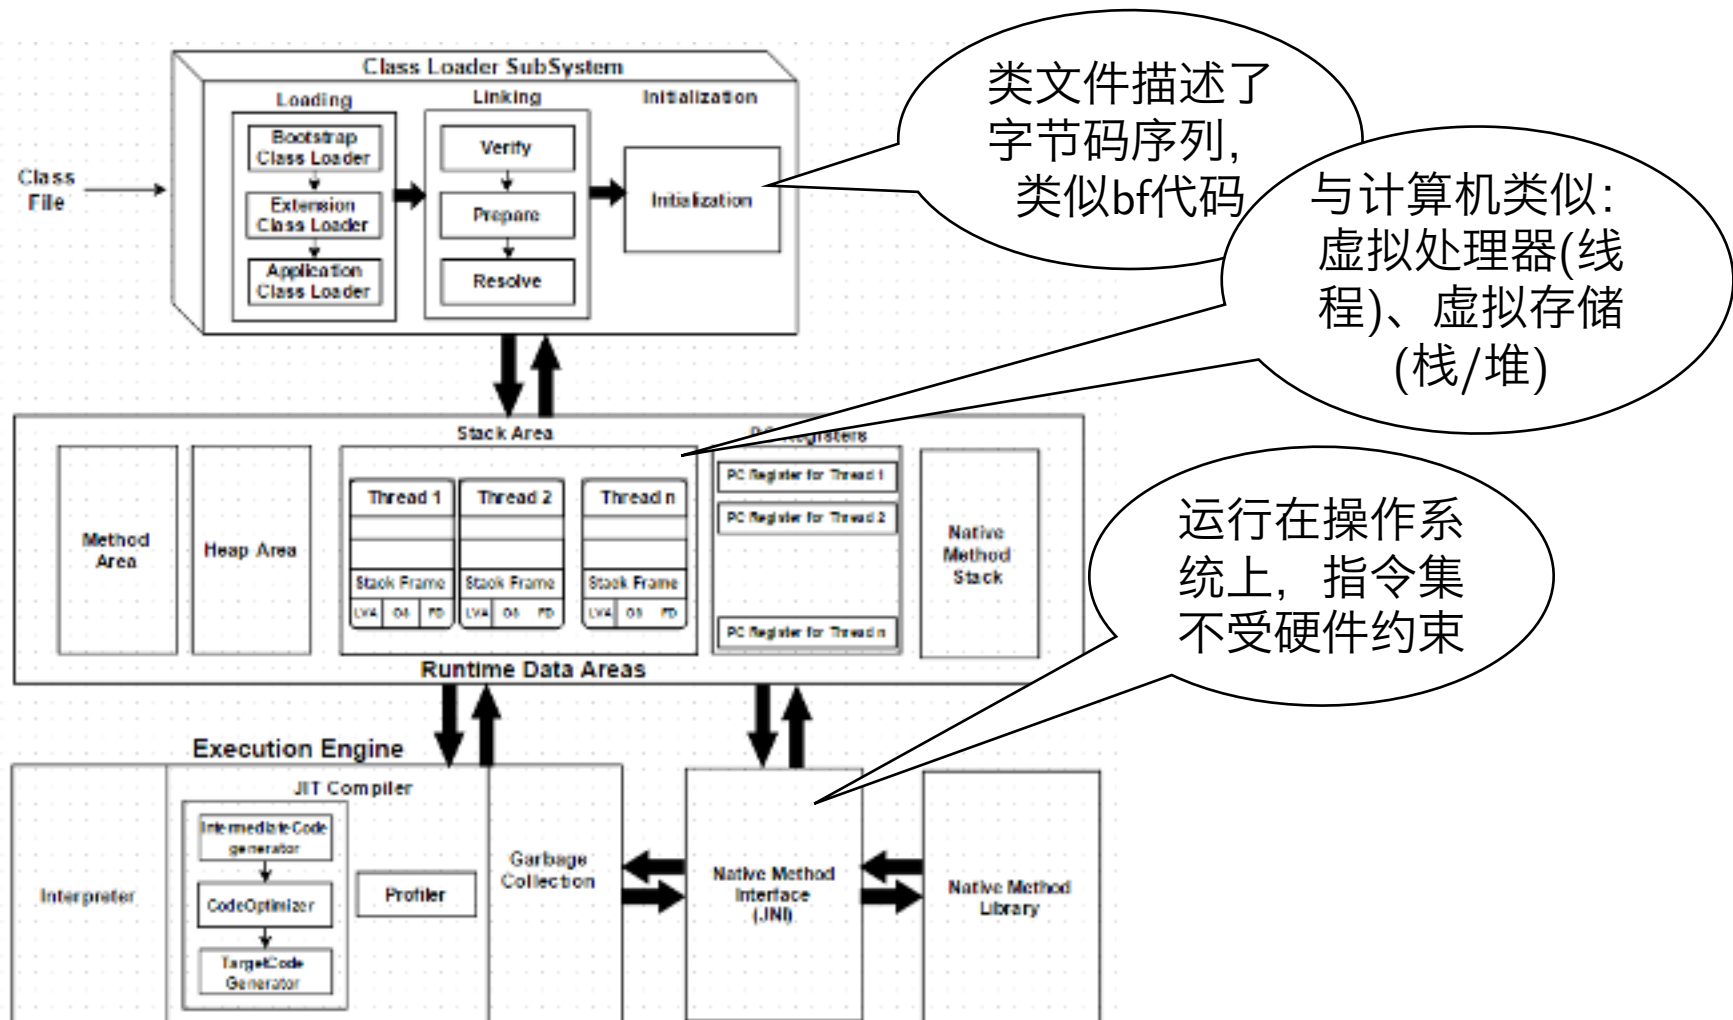 Class Loader SubSystem
Loading
Linking
Initialization
Bootstrap
Class Loader
Extension
Class Loader
Application
Class Loader
Verify
Prepare
Resolve
Initialization
Class
File
类文件描述了
字节码序列,
类似bf代码
与计算机类似:
虚拟处理器(线
程)、虚拟存储
(栈/堆)
Stack Area
Registers
Method
Area
Heap Area
Thread 1
Stack Frame
LVA OS FD
Thread 2
Stack Frame
LVA OS FD
Thread n
Stack Frame
LVA OS FD
PC Register for Thread 1
PC Register for Thread 2
PC Register for Thread n
Native
Method
Stack
Runtime Data Areas
运行在操作系
统上，指令集
不受硬件约束
Execution Engine
Interpreter
JIT Compiler
IntermediateCode
generator
CodeOptimizer
TargetCode
Generator
Profiler
Garbage
Collection
Native Method
Interface
(JNI)
Native Method
Library